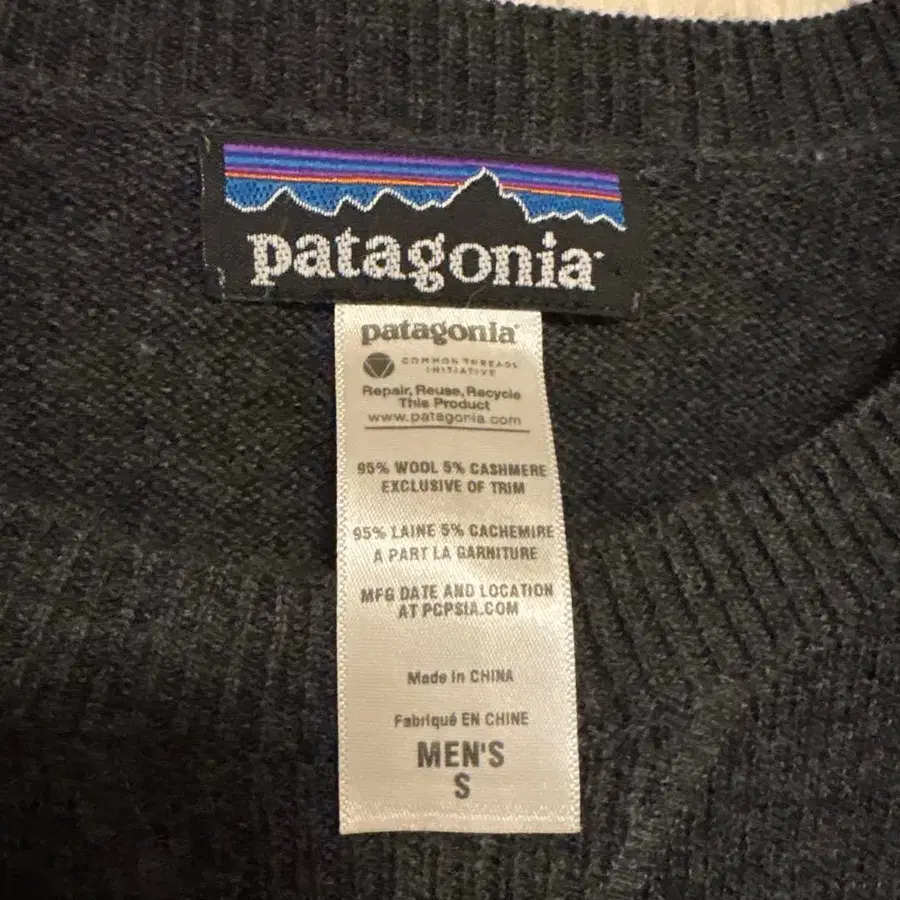 patagonia
patagonia
COMMON THREADS
INITIATIVE
Repair, Reuse, Recycle
This Product
www.patagonia.com
95% WOOL 5% CASHMERE
EXCLUSIVE OF TRIM
95% LAINE 5% CACHEMIRE
A PART LA GARNITURE
MFG DATE AND LOCATION
AT PCPSIA.COM
Made in CHINA
Fabriqué EN CHINE
MEN'S
S